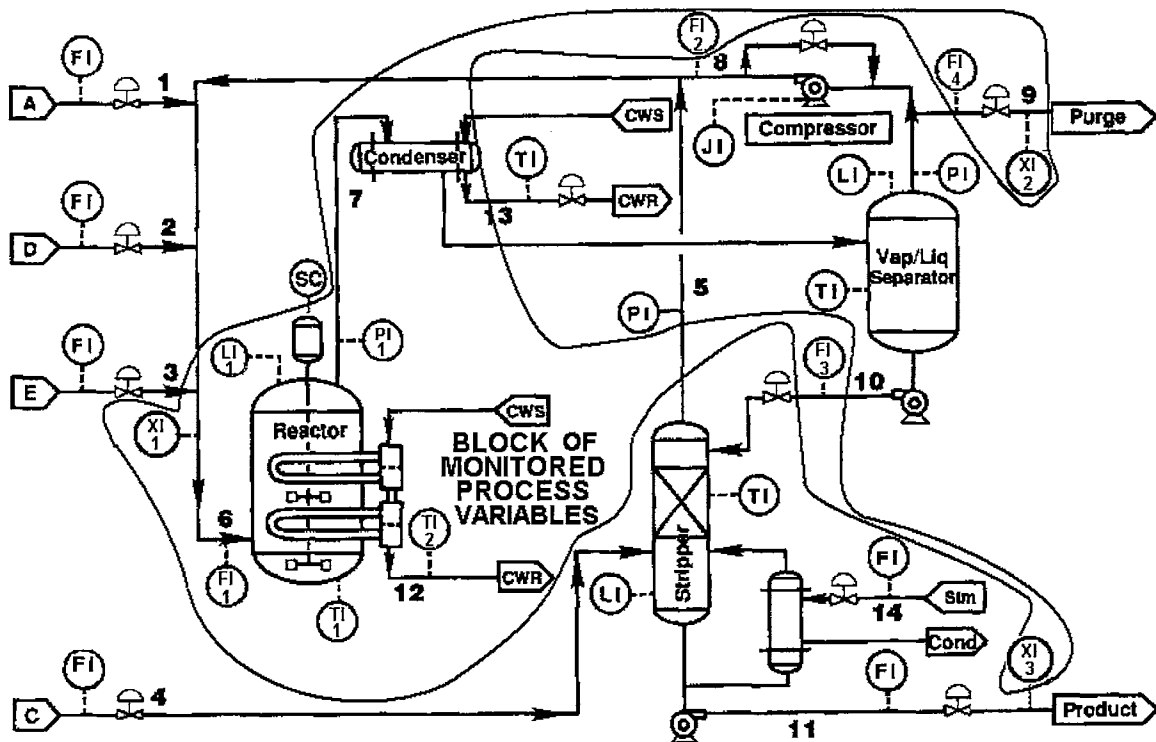 FI
2
FI
8
1
FI
4
9
A
CWS
Purge
JI
Compressor
Condenser
TI
LI
PI
XI
2
FI
7
13
CWR
D
2
Vap/Liq
Separator
SC
5
TI
PI
FI
PI
1
LI
1
FI
3
10
E
3
CWS
XI
1
Reactor
BLOCK OF
MONITORED
PROCESS
VARIABLES
TI
TI
2
6
Stripper
FI
FI
1
12
CWR
LI
14
Stm
TI
1
Cond
FI
FI
XI
3
C
4
Product
11